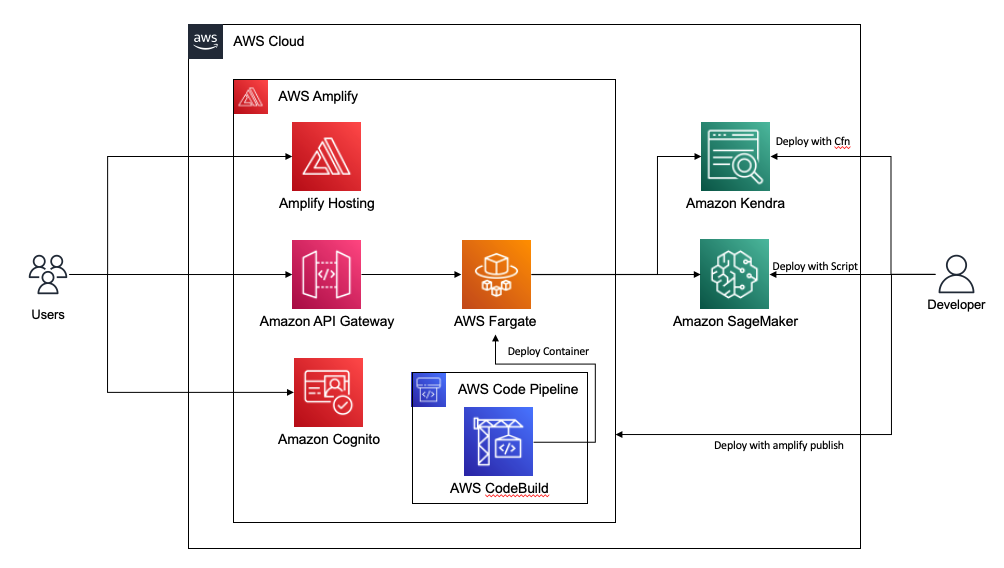 aws
AWS Cloud
AWS Amplify
Deploy with Cfn
Amplify Hosting
Amazon Kendra
Deploy with Script
Users
Amazon API Gateway
AWS Fargate
Amazon SageMaker
Developer
Deploy Container
AWS Code Pipeline
Amazon Cognito
Deploy with amplify publish
AWS CodeBuild